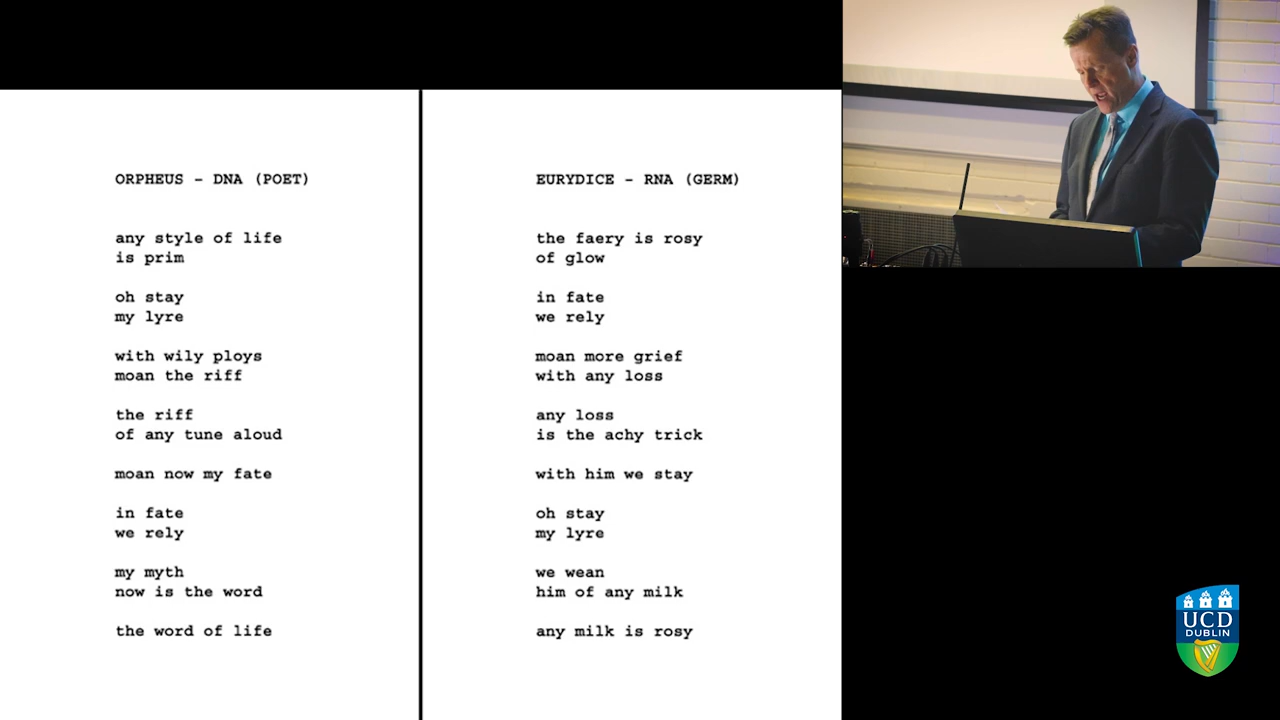 ORPHEUS – DNA (POET)
any style of life
is prim
oh stay
my lyre
with wily ploys
moan the riff
the riff
of any tune aloud
moan now my fate
in fate
we rely
my myth
now is the word
the word of life
EURYDICE – RNA (GERM)
the faery is rosy
of glow
in fate
we rely
moan more grief
with any loss
any loss
is the achy trick
with him we stay
oh stay
my lyre
we wean
him of any milk
any milk is rosy
UCD
DUBLIN